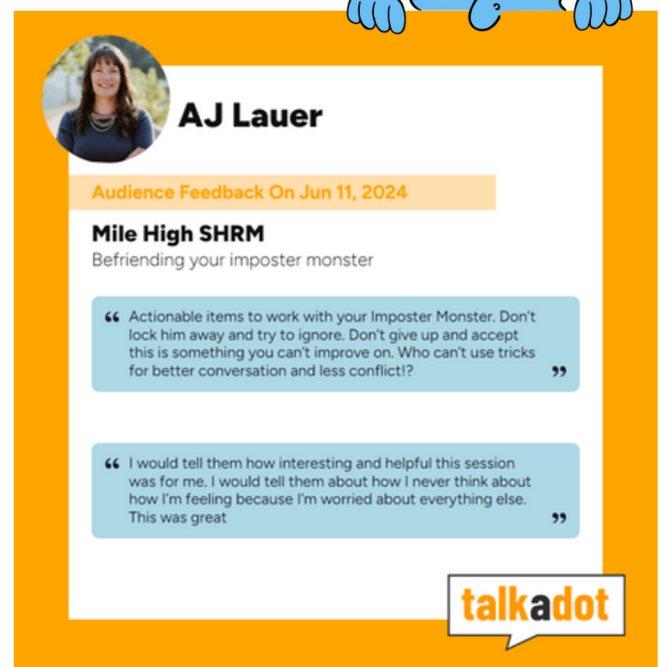 AJ Lauer
Audience Feedback On Jun 11, 2024
Mile High SHRM
Befriending your imposter monster
“ Actionable items to work with your Imposter Monster. Don't
lock him away and try to ignore. Don't give up and accept
this is something you can't improve on. Who can't use tricks
for better conversation and less conflict!? ”
“ I would tell them how interesting and helpful this session
was for me. I would tell them about how I never think about
how I'm feeling because I'm worried about everything else.
This was great ”
talkadot